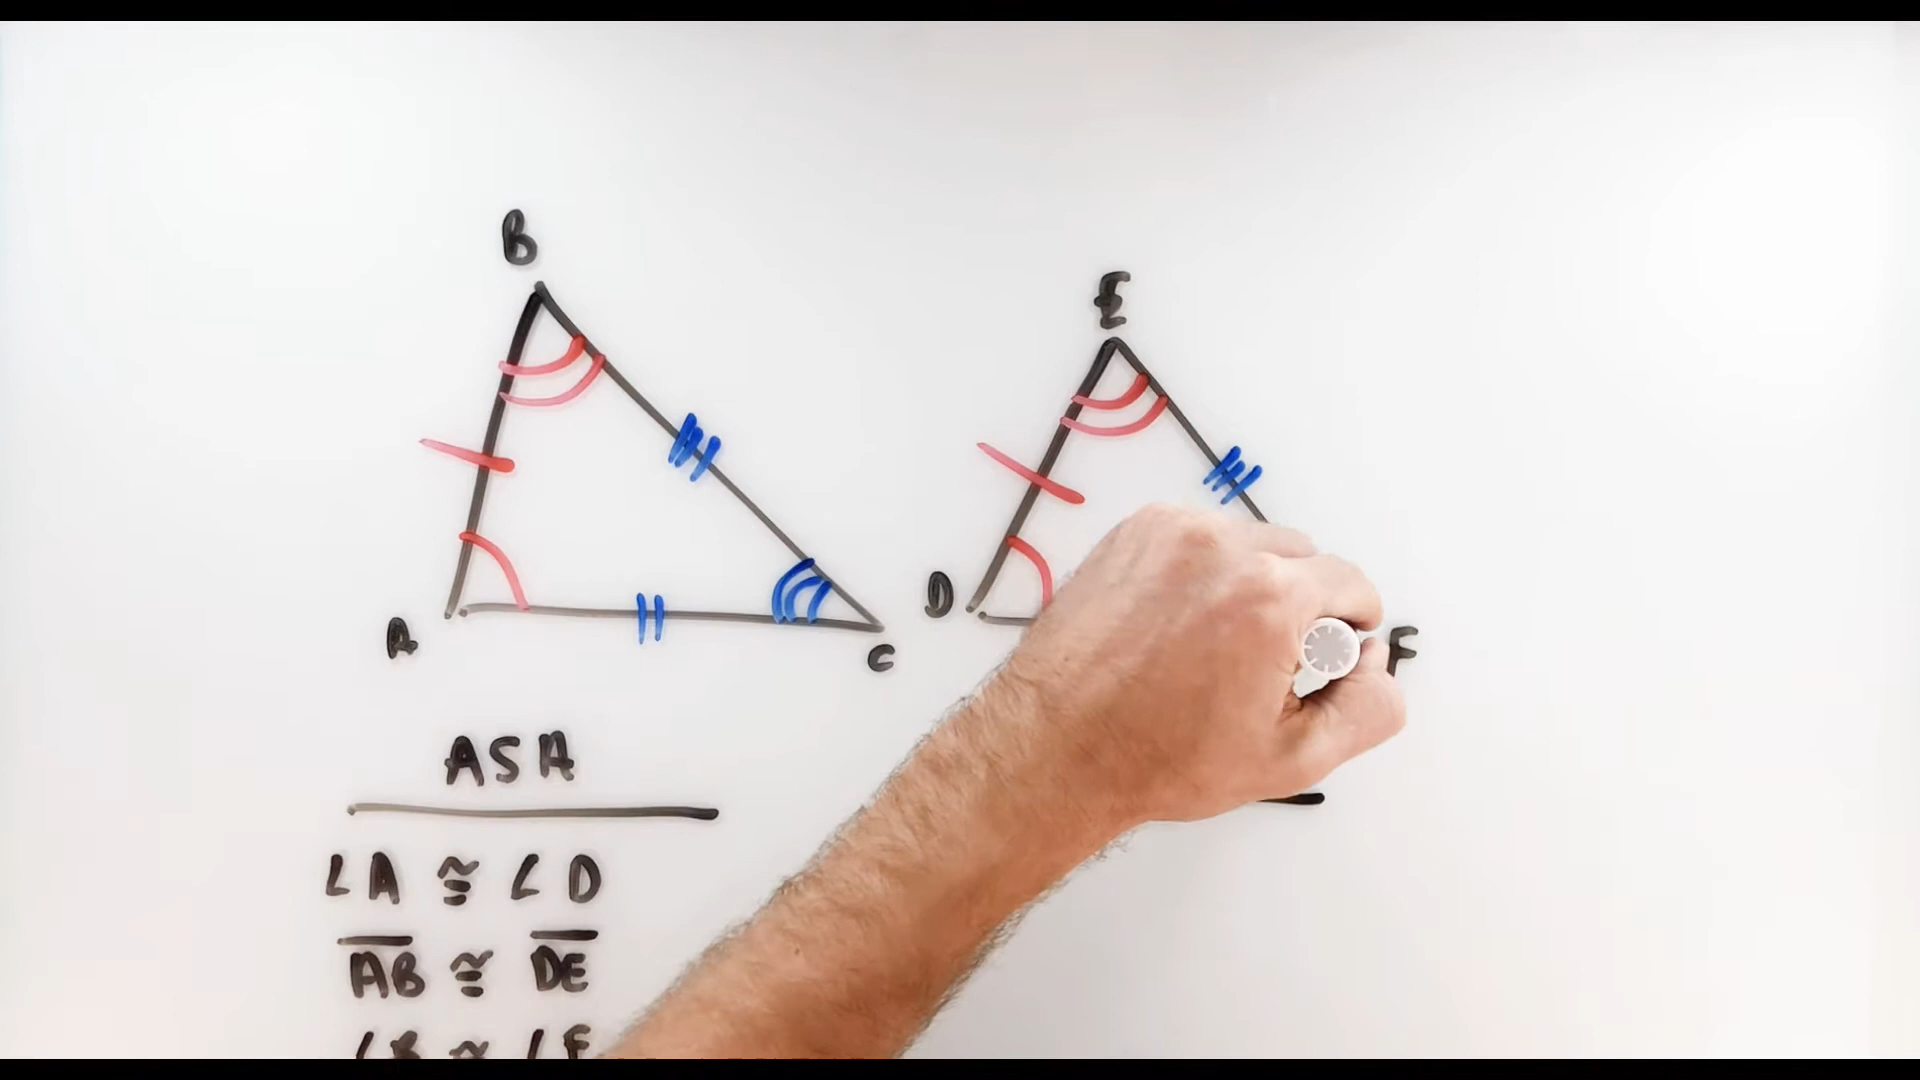 B
E
D
A
C
F
ASA
∠A ≅ ∠D
AB ≅ DE
∠B ≅ ∠E